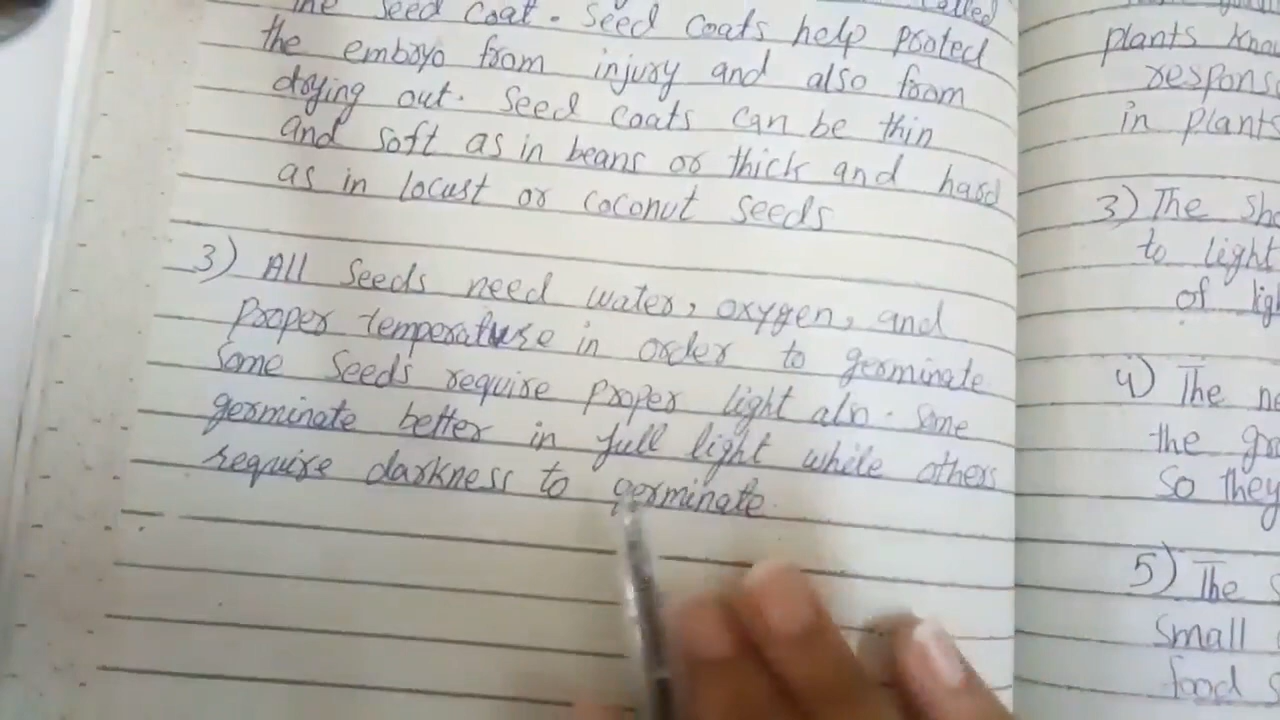 the seed coat. Seed coats help protect
the embryo from injury and also from
drying out. Seed coats can be thin
and soft as in beans or thick and hard
as in locust or coconut seeds
3) All seeds need water, oxygen, and
Proper temperature in order to germinate
some seeds require proper light also. Some
germinate better in full light while others
require darkness to germinate.
plants
respons
in plants
3) The
to light
of
4) The
the
So they
5) The
Small
food